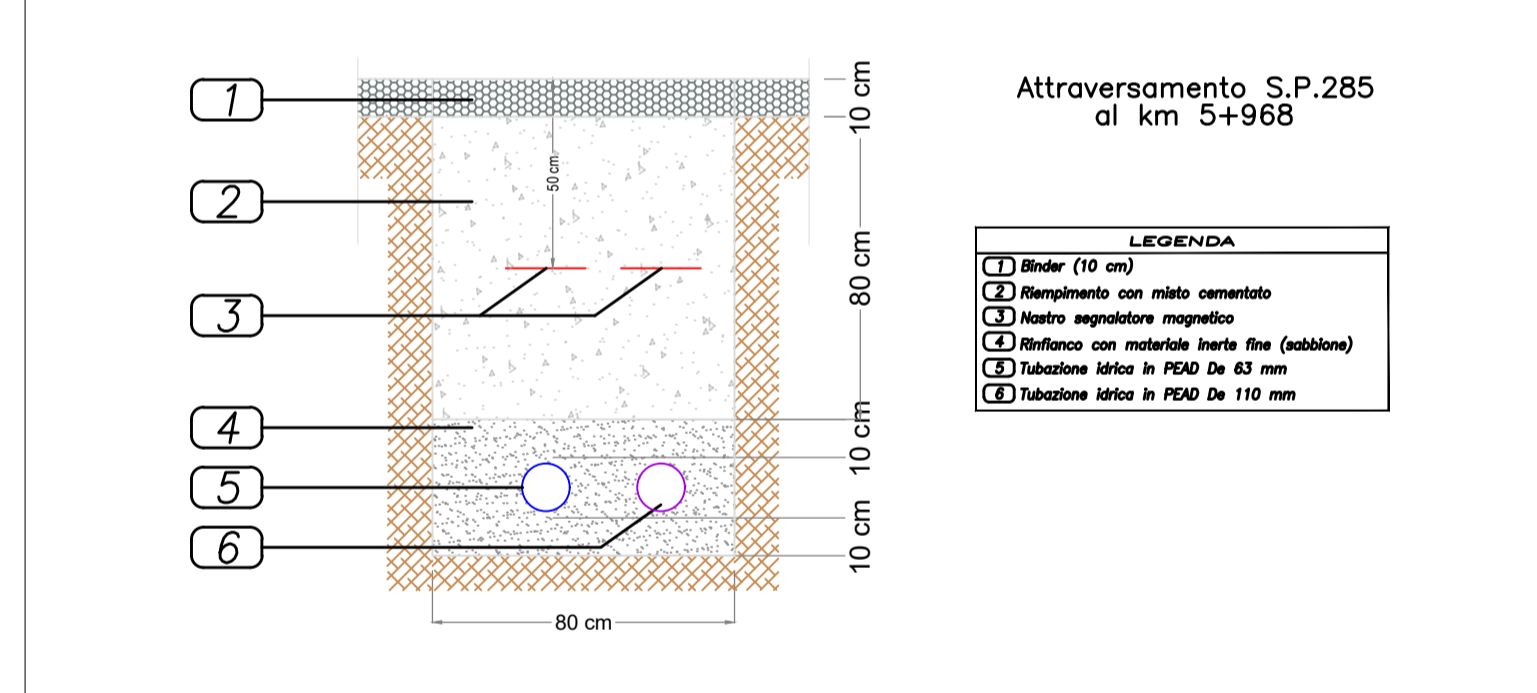 Attraversamento S.P.285
al km 5+968
1
2
3
4
5
6
10 cm
50 cm
80 cm
10 cm
10 cm
80 cm
LEGENDA
1 Binder (10 cm)
2 Riempimento con misto cementato
3 Nastro segnalatore magnetico
4 Rinfianco con materiale inerte fine (sabbione)
5 Tubazione idrica in PEAD De 63 mm
6 Tubazione idrica in PEAD De 110 mm